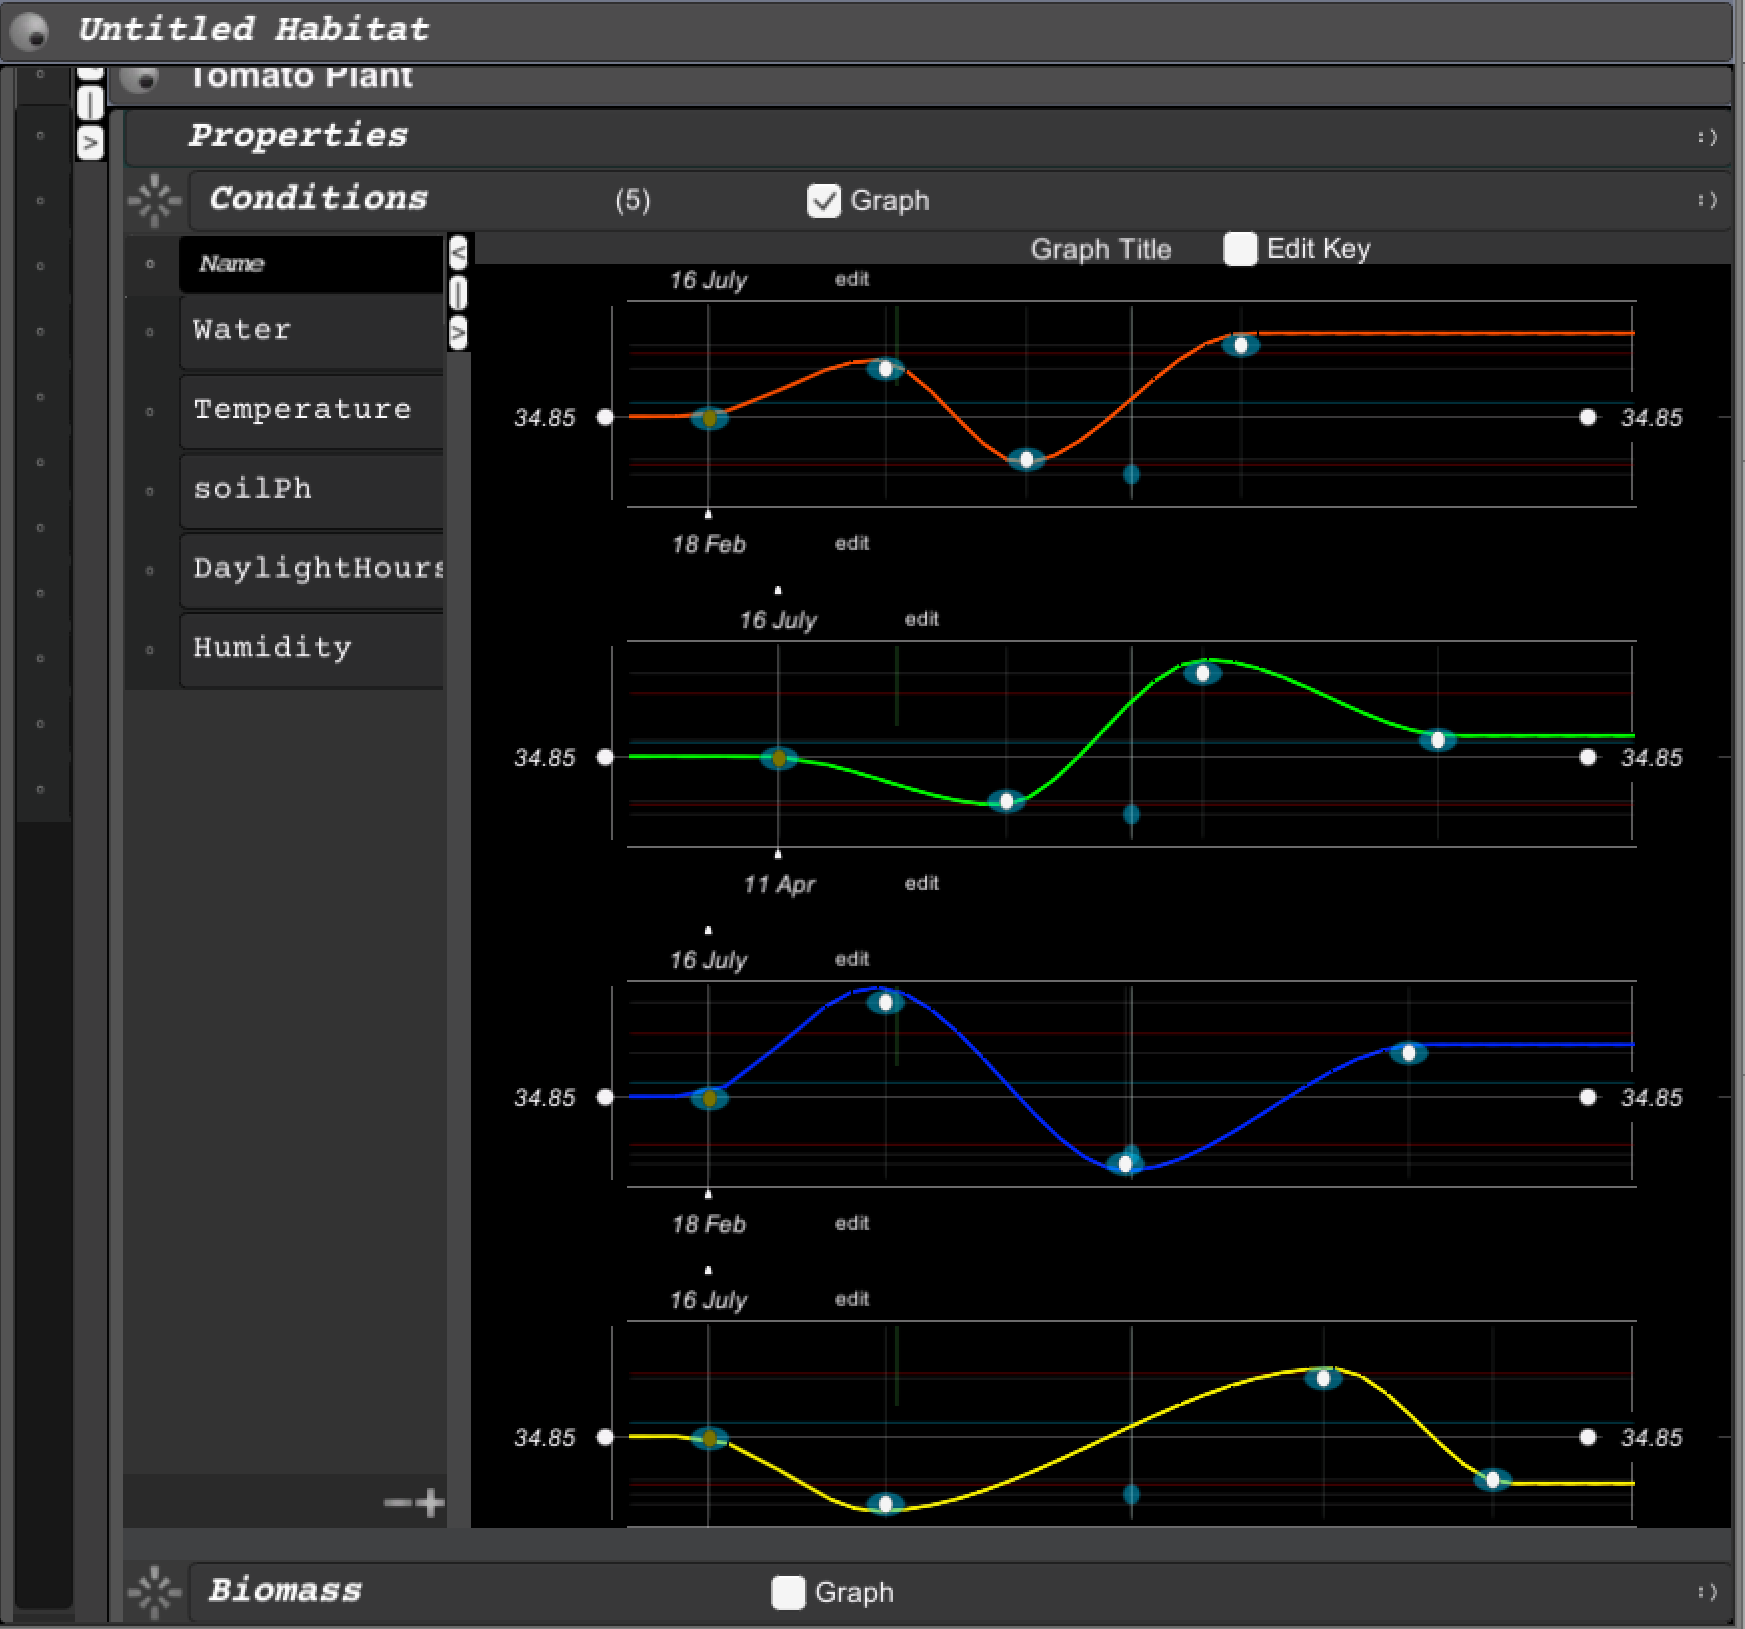 Untitled Habitat
Tomato Plant
Properties :)
Conditions (5) Graph :)
Name
Water
Temperature
soilPh
DaylightHours
Humidity
Graph Title Edit Key
16 July edit
34.85 34.85
18 Feb edit
16 July edit
34.85 34.85
11 Apr edit
16 July edit
34.85 34.85
18 Feb edit
16 July edit
34.85 34.85
Biomass Graph :)